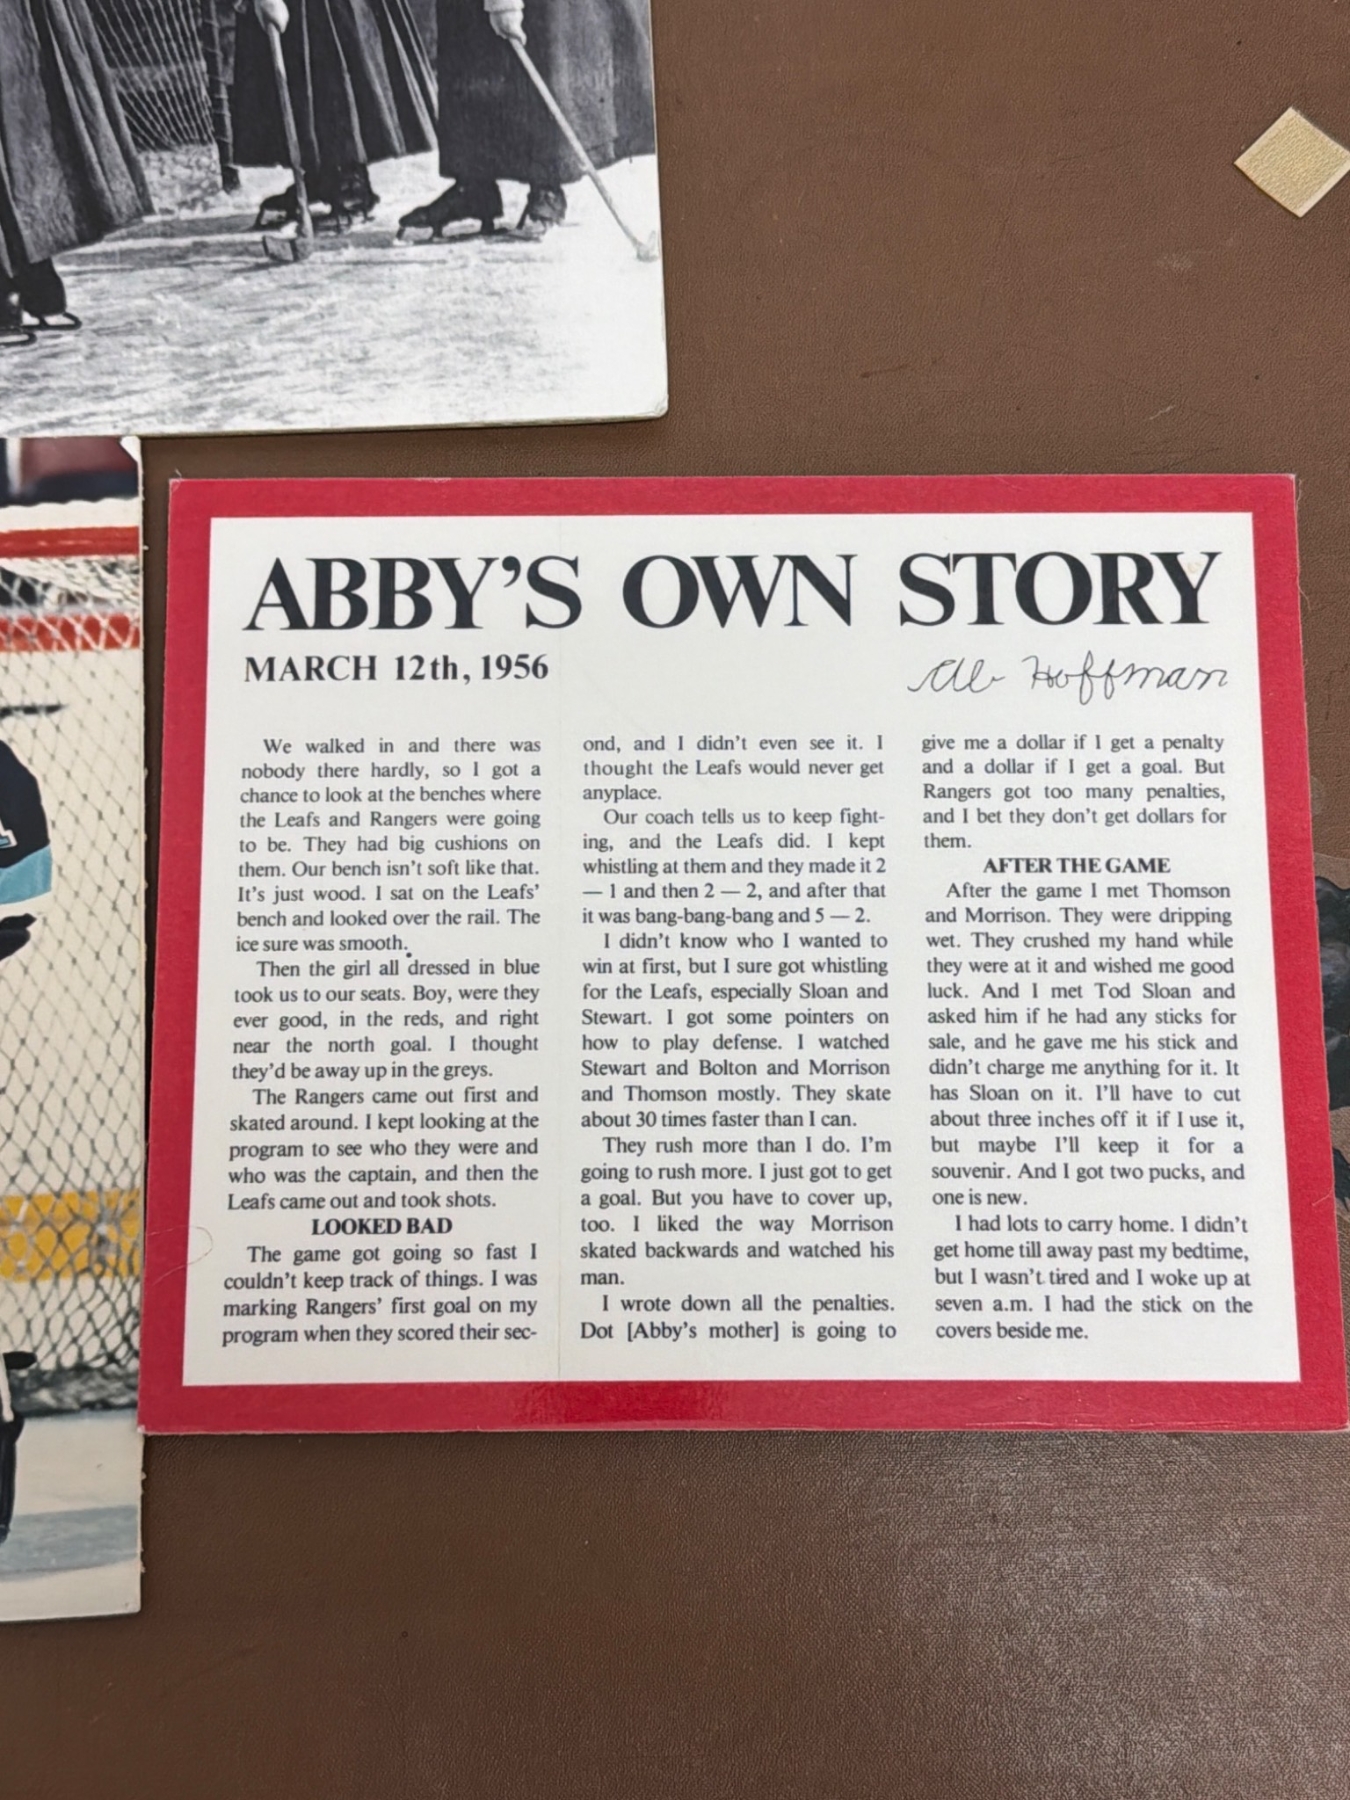 ABBY'S OWN STORY
MARCH 12th, 1956
Ab Hoffman
We walked in and there was
nobody there hardly, so I got a
chance to look at the benches where
the Leafs and Rangers were going
to be. They had big cushions on
them. Our bench isn't soft like that.
It's just wood. I sat on the Leafs'
bench and looked over the rail. The
ice sure was smooth.
Then the girl all dressed in blue
took us to our seats. Boy, were they
ever good, in the reds, and right
near the north goal. I thought
they'd be away up in the greys.
The Rangers came out first and
skated around. I kept looking at the
program to see who they were and
who was the captain, and then the
Leafs came out and took shots.
LOOKED BAD
The game got going so fast I
couldn't keep track of things. I was
marking Rangers' first goal on my
program when they scored their sec-
ond, and I didn't even see it. I
thought the Leafs would never get
anyplace.
Our coach tells us to keep fight-
ing, and the Leafs did. I kept
whistling at them and they made it 2
— 1 and then 2 — 2, and after that
it was bang-bang-bang and 5 — 2.
I didn't know who I wanted to
win at first, but I sure got whistling
for the Leafs, especially Sloan and
Stewart. I got some pointers on
how to play defense. I watched
Stewart and Bolton and Morrison
and Thomson mostly. They skate
about 30 times faster than I can.
They rush more than I do. I'm
going to rush more. I just got to get
a goal. But you have to cover up,
too. I liked the way Morrison
skated backwards and watched his
man.
I wrote down all the penalties.
Dot [Abby's mother] is going to
give me a dollar if I get a penalty
and a dollar if I get a goal. But
Rangers got too many penalties,
and I bet they don't get dollars for
them.
AFTER THE GAME
After the game I met Thomson
and Morrison. They were dripping
wet. They crushed my hand while
they were at it and wished me good
luck. And I met Tod Sloan and
asked him if he had any sticks for
sale, and he gave me his stick and
didn't charge me anything for it. It
has Sloan on it. I'll have to cut
about three inches off it if I use it,
but maybe I'll keep it for a
souvenir. And I got two pucks, and
one is new.
I had lots to carry home. I didn't
get home till away past my bedtime,
but I wasn't tired and I woke up at
seven a.m. I had the stick on the
covers beside me.